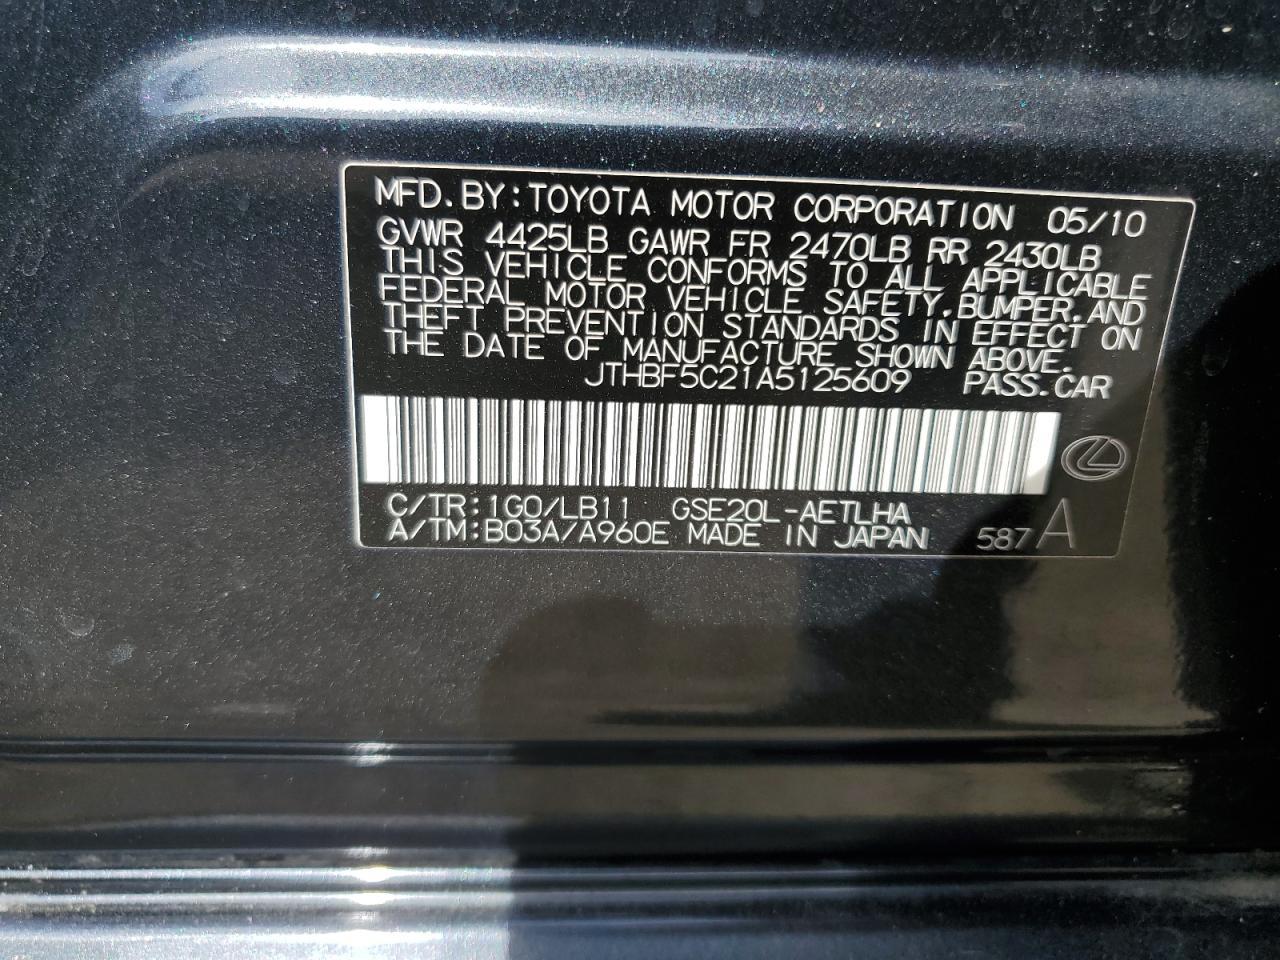 MFD.BY:TOYOTA MOTOR CORPORATION 05/10
GVWR 4425LB GAWR FR 2470LB RR 2430LB
THIS VEHICLE CONFORMS TO ALL APPLICABLE
FEDERAL MOTOR VEHICLE SAFETY.BUMPER.AND
THEFT PREVENTION STANDARDS IN EFFECT ON
THE DATE OF MANUFACTURE SHOWN ABOVE.
JTHBF5C21A5125609 PASS.CAR
C/TR:1G0/LB11 GSE20L-AETLHA
A/TM:B03A/A960E MADE IN JAPAN 587 A